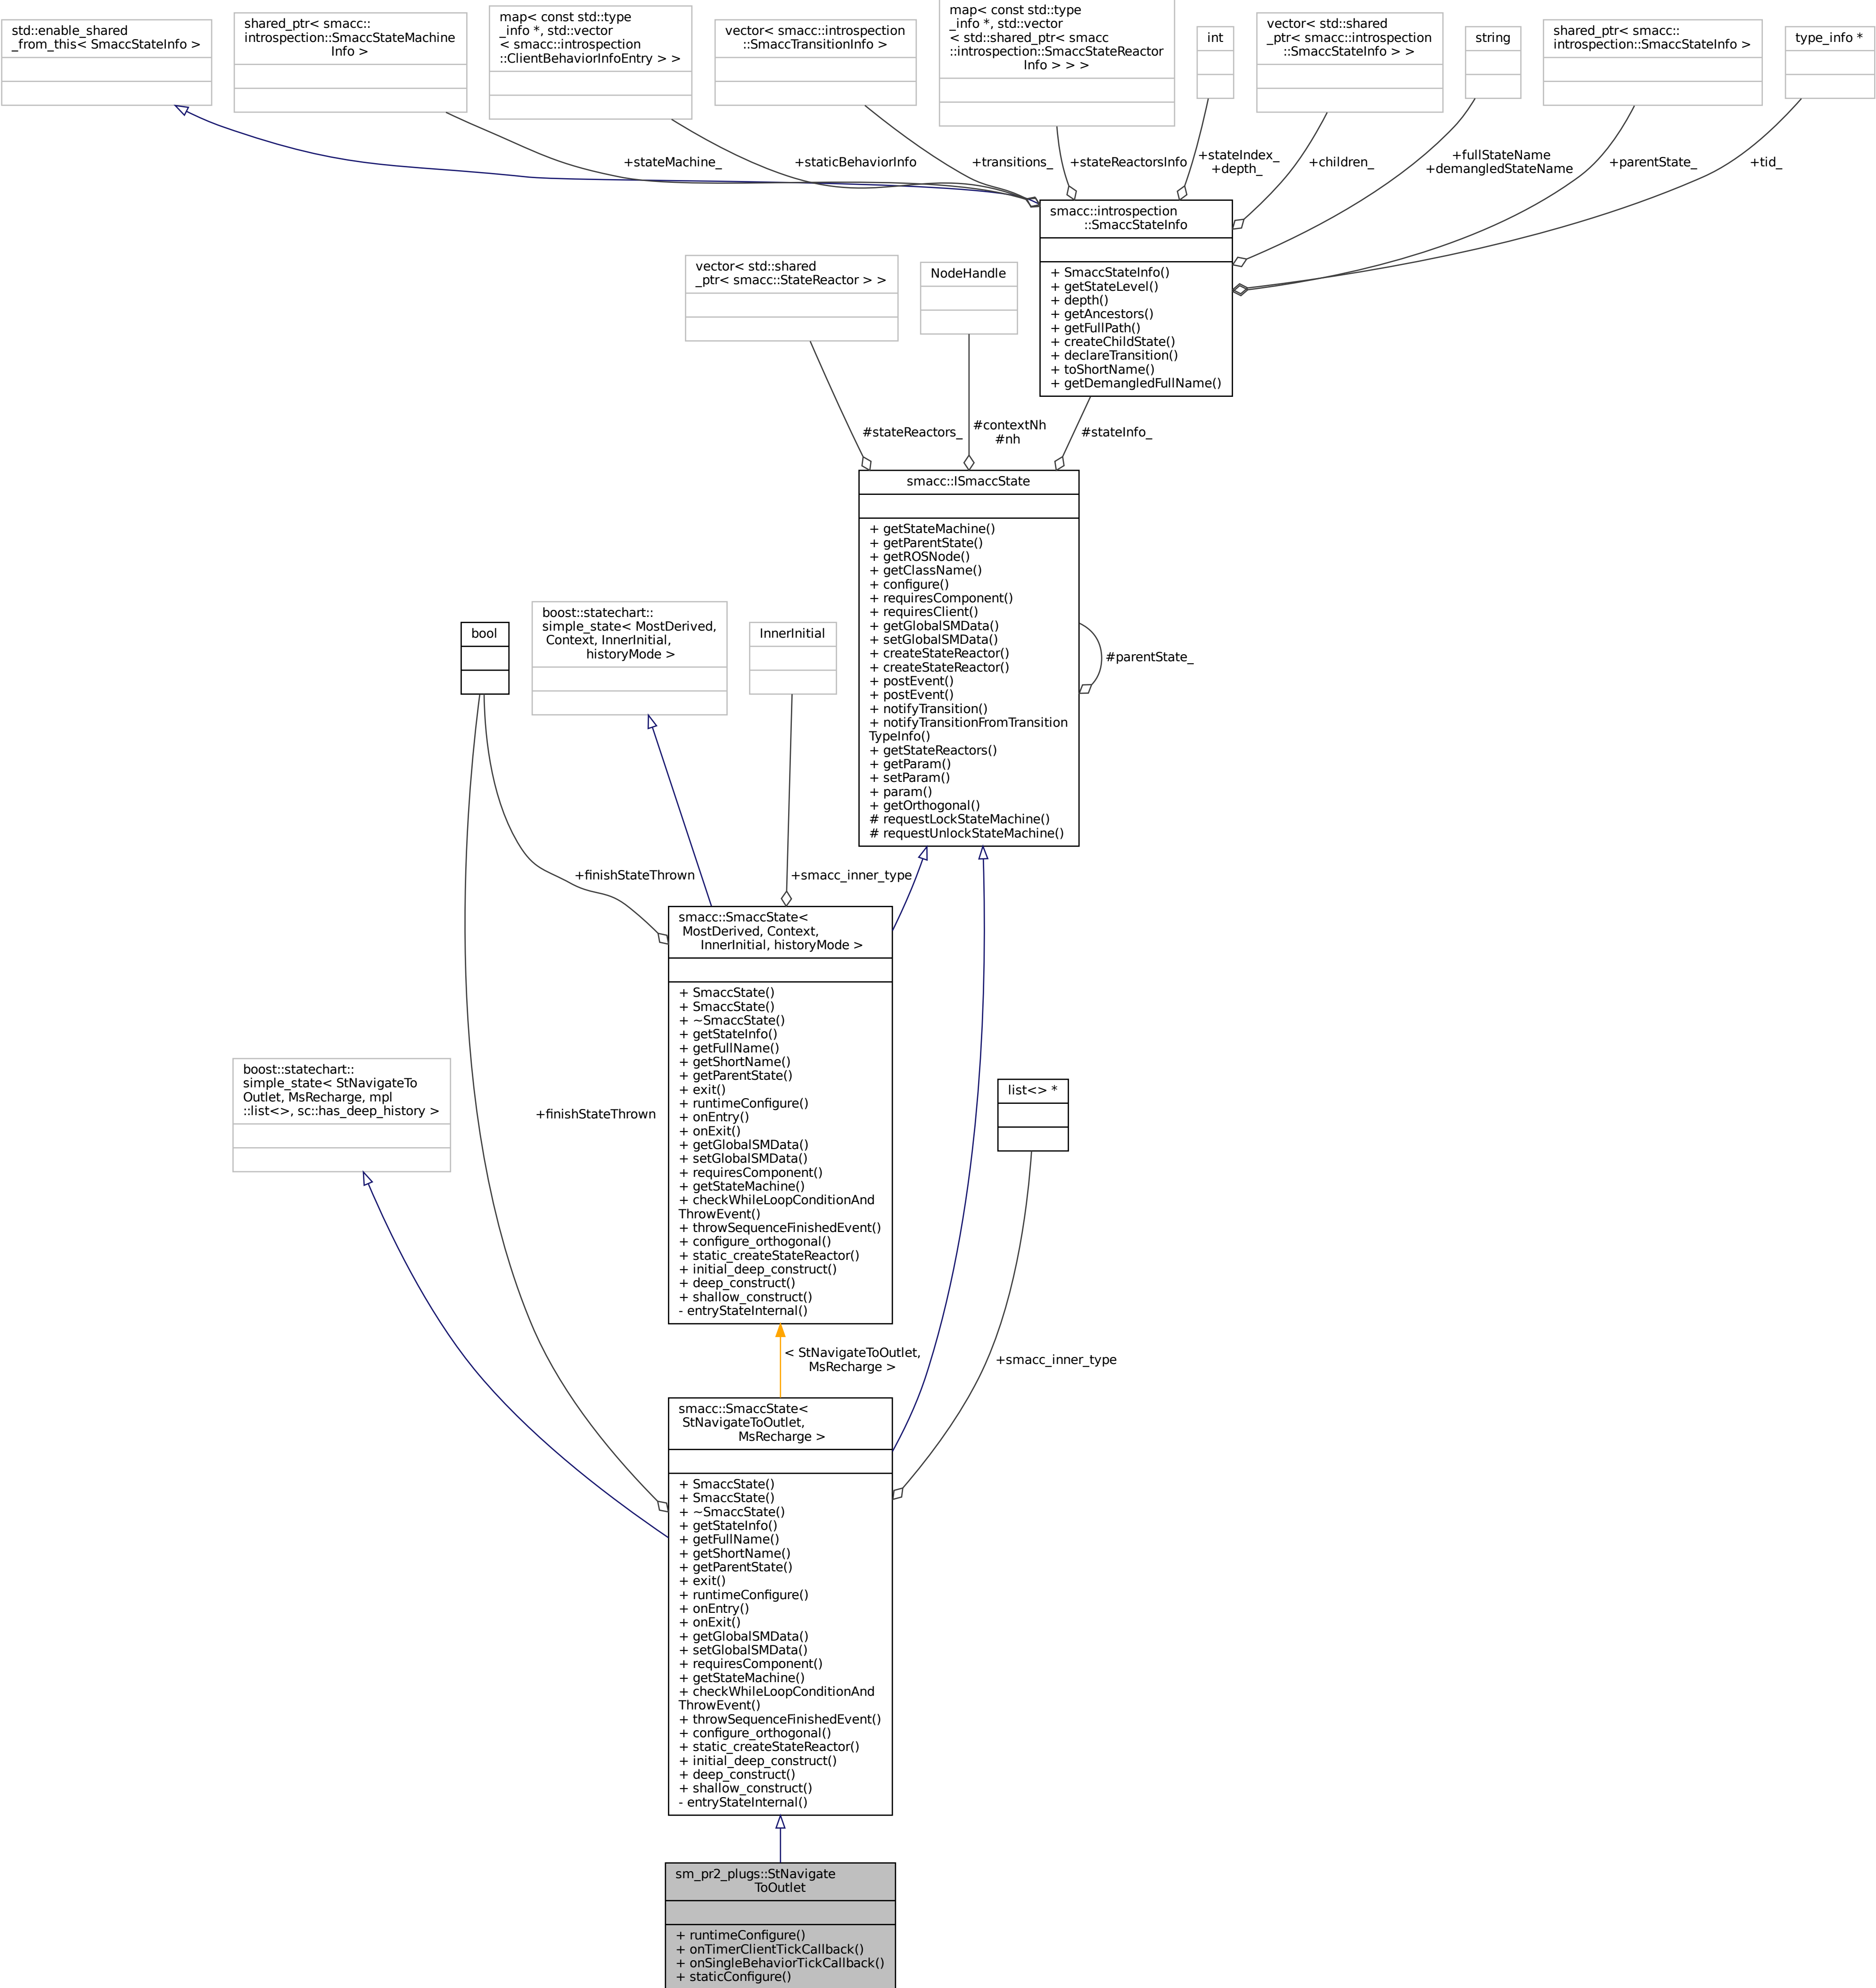 std::enable_shared
_from_this< SmaccStateInfo >
shared_ptr< smacc::
introspection::SmaccStateMachine
Info >
map< const std::type
_info *, std::vector
< smacc::introspection
::ClientBehaviorInfoEntry > >
vector< smacc::introspection
::SmaccTransitionInfo >
map< const std::type
_info *, std::vector
< std::shared_ptr< smacc
::introspection::SmaccStateReactor
Info > > >
int
vector< std::shared
_ptr< smacc::introspection
::SmaccStateInfo > >
string
shared_ptr< smacc::
introspection::SmaccStateInfo >
type_info *
+stateMachine_
+staticBehaviorInfo
+transitions_
+stateReactorsInfo
+stateIndex_
+depth_
+children_
+fullStateName
+demangledStateName
+parentState_
+tid_
smacc::introspection
::SmaccStateInfo
+ SmaccStateInfo()
+ getStateLevel()
+ depth()
+ getAncestors()
+ getFullPath()
+ createChildState()
+ declareTransition()
+ toShortName()
+ getDemangledFullName()
vector< std::shared
_ptr< smacc::StateReactor > >
NodeHandle
#stateReactors_
#contextNh
#nh
#stateInfo_
smacc::ISmaccState
+ getStateMachine()
+ getParentState()
+ getROSNode()
+ getClassName()
+ configure()
+ requiresComponent()
+ requiresClient()
+ getGlobalSMData()
+ setGlobalSMData()
+ createStateReactor()
+ createStateReactor()
+ postEvent()
+ postEvent()
+ notifyTransition()
+ notifyTransitionFromTransition
TypeInfo()
+ getStateReactors()
+ getParam()
+ setParam()
+ param()
+ getOrthogonal()
# requestLockStateMachine()
# requestUnlockStateMachine()
#parentState_
bool
boost::statechart::
simple_state< MostDerived,
Context, InnerInitial,
historyMode >
InnerInitial
+finishStateThrown
+smacc_inner_type
smacc::SmaccState<
MostDerived, Context,
InnerInitial, historyMode >
+ SmaccState()
+ SmaccState()
+ ~SmaccState()
+ getStateInfo()
+ getFullName()
+ getShortName()
+ getParentState()
+ exit()
+ runtimeConfigure()
+ onEntry()
+ onExit()
+ getGlobalSMData()
+ setGlobalSMData()
+ requiresComponent()
+ getStateMachine()
+ checkWhileLoopConditionAnd
ThrowEvent()
+ throwSequenceFinishedEvent()
+ configure_orthogonal()
+ static_createStateReactor()
+ initial_deep_construct()
+ deep_construct()
+ shallow_construct()
- entryStateInternal()
boost::statechart::
simple_state< StNavigateTo
Outlet, MsRecharge, mpl
::list<>, sc::has_deep_history >
+finishStateThrown
list<> *
< StNavigateToOutlet,
MsRecharge >
+smacc_inner_type
smacc::SmaccState<
StNavigateToOutlet,
MsRecharge >
+ SmaccState()
+ SmaccState()
+ ~SmaccState()
+ getStateInfo()
+ getFullName()
+ getShortName()
+ getParentState()
+ exit()
+ runtimeConfigure()
+ onEntry()
+ onExit()
+ getGlobalSMData()
+ setGlobalSMData()
+ requiresComponent()
+ getStateMachine()
+ checkWhileLoopConditionAnd
ThrowEvent()
+ throwSequenceFinishedEvent()
+ configure_orthogonal()
+ static_createStateReactor()
+ initial_deep_construct()
+ deep_construct()
+ shallow_construct()
- entryStateInternal()
sm_pr2_plugs::StNavigate
ToOutlet
+ runtimeConfigure()
+ onTimerClientTickCallback()
+ onSingleBehaviorTickCallback()
+ staticConfigure()